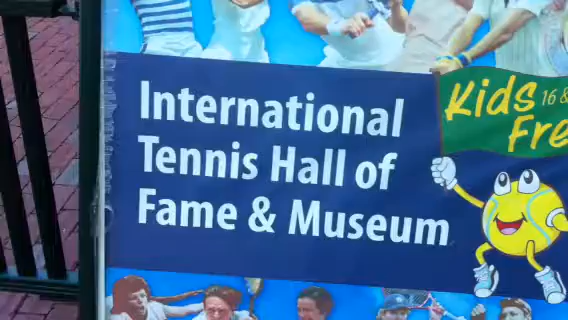 International
Tennis Hall of
Fame & Museum
Kids 16 &
Free